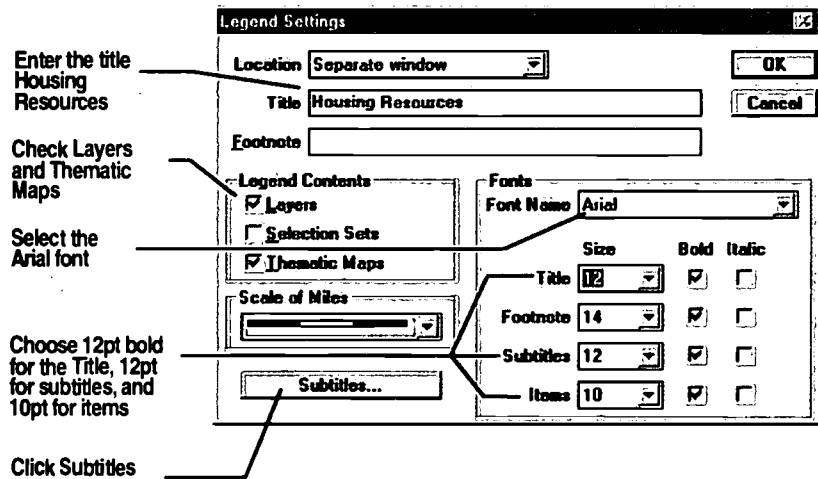 Legend Settings
Enter the title
Housing
Resources
Location Separate window
OK
Title Housing Resources
Cancel
Footnote
Check Layers
and Thematic
Maps
Legend Contents
Layers
Selection Sets
Thematic Maps
Fonts
Font Name Arial
Size Bold Italic
Title 12
Footnote 14
Subtitles 12
Items 10
Select the
Arial font
Scale of Miles
Choose 12pt bold
for the Title, 12pt
for subtitles, and
10pt for items
Subtitles...
Click Subtitles